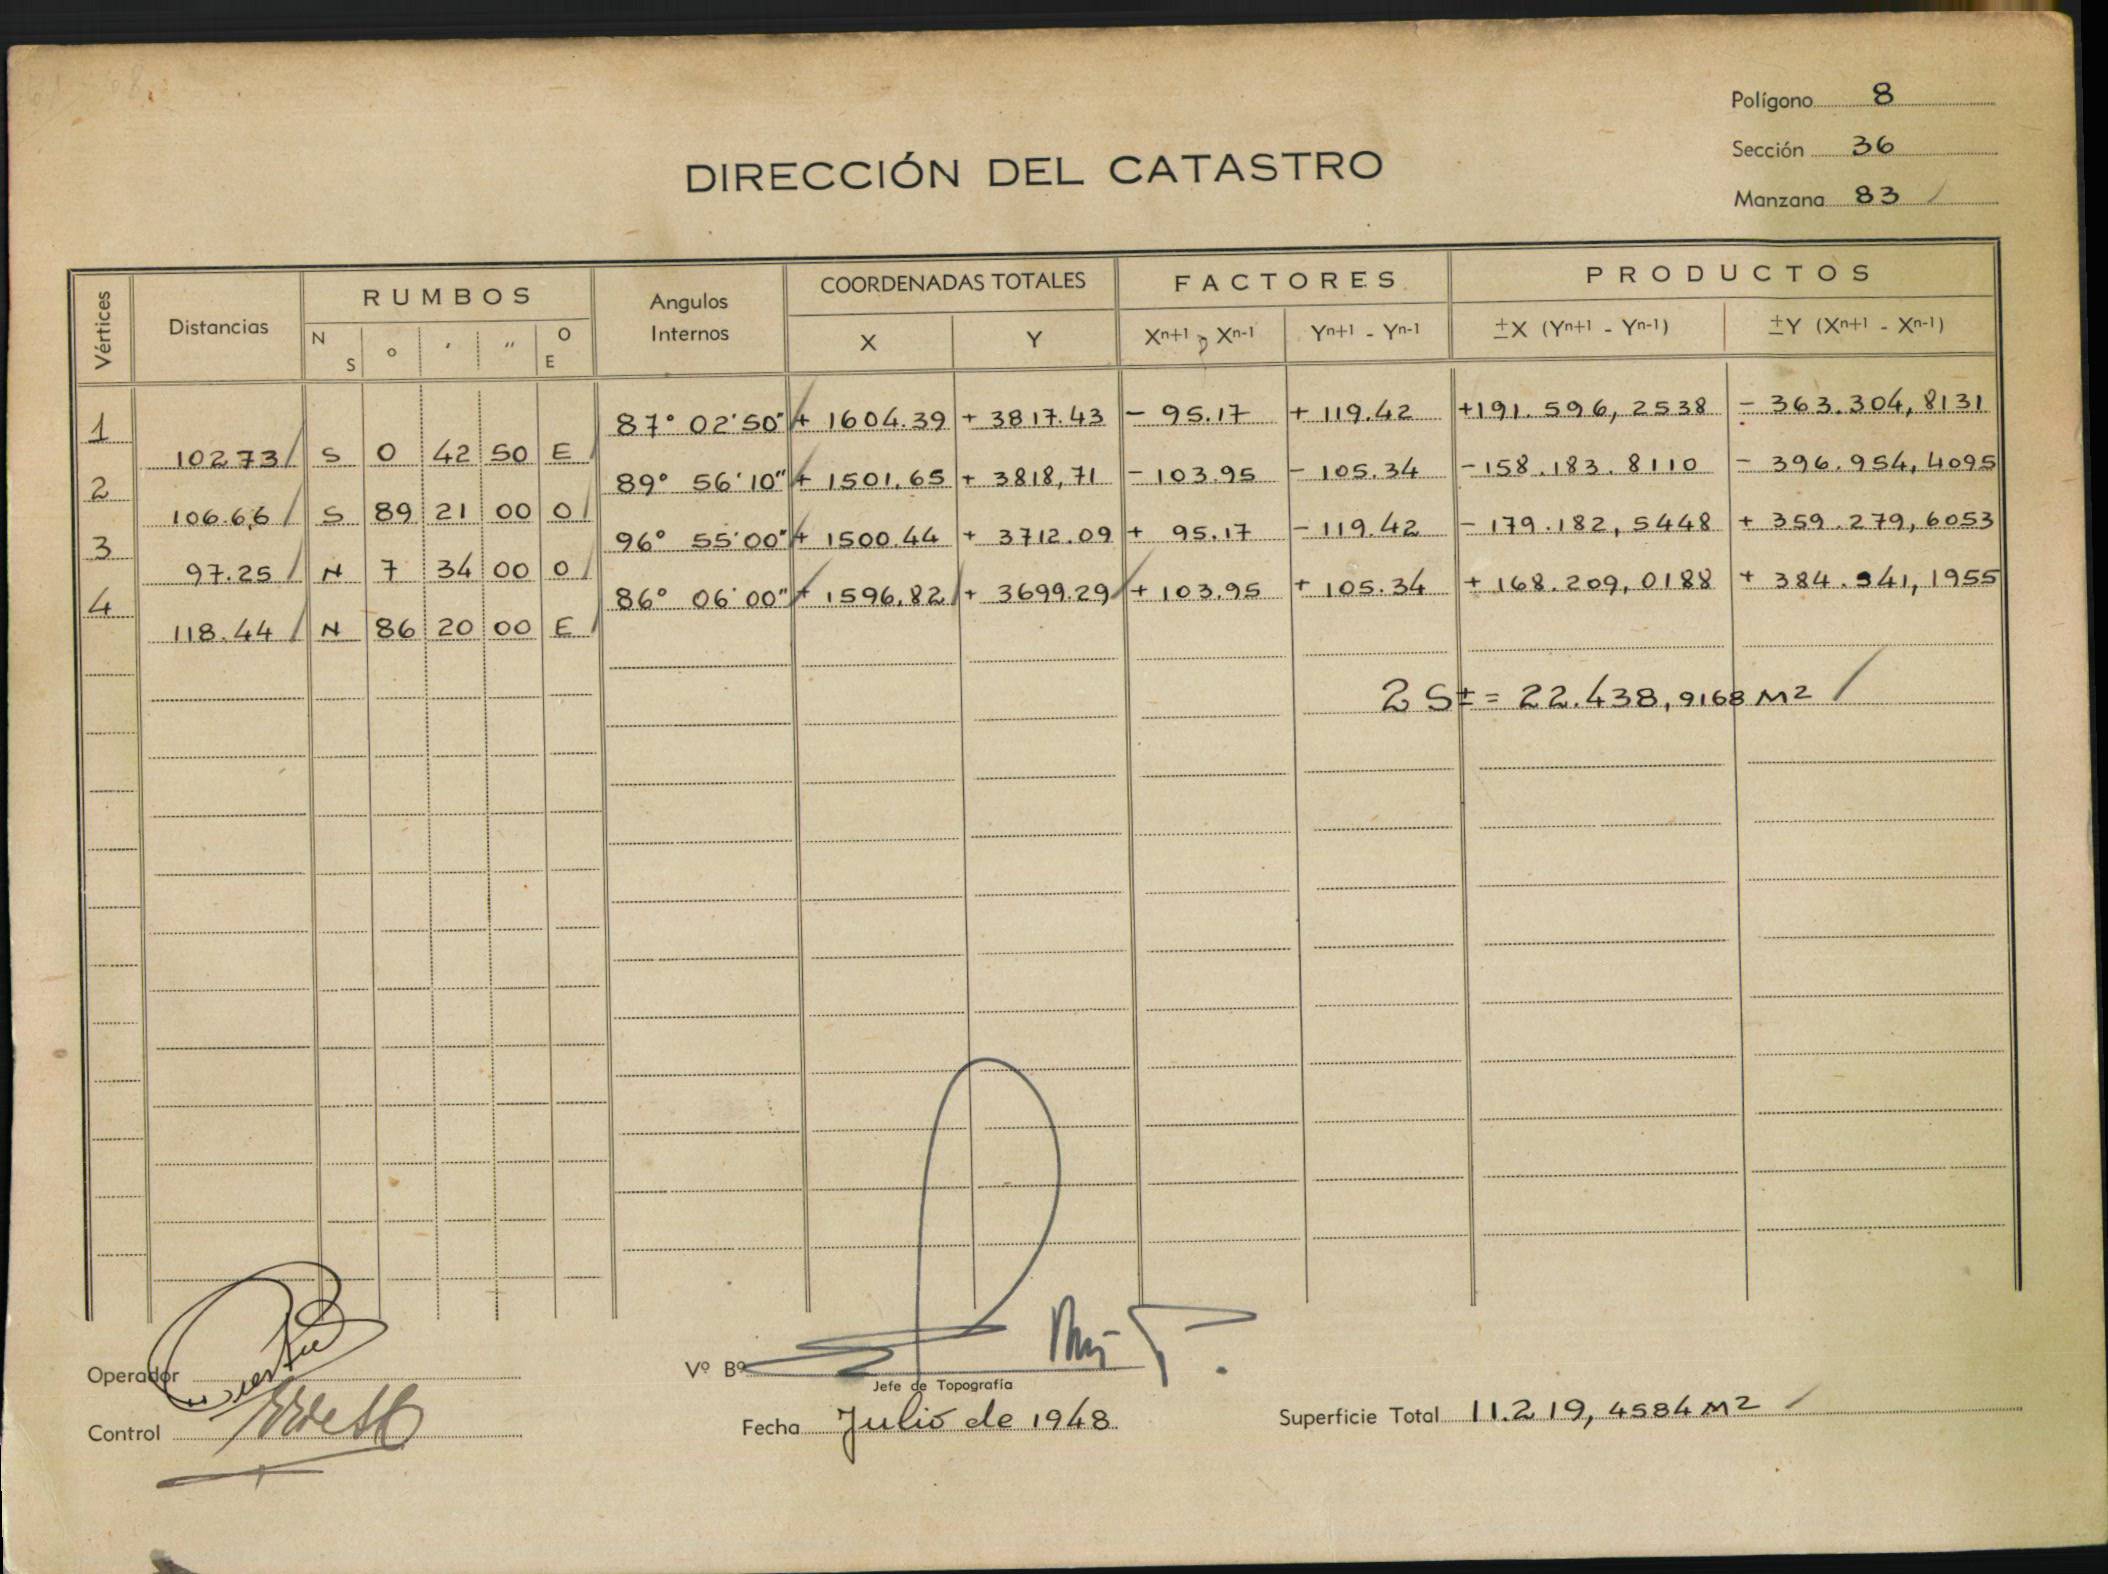 Polígono 8
Sección 36
Manzana 83
DIRECCIÓN DEL CATASTRO
Vértices Distancias RUMBOS Angulos Internos COORDENADAS TOTALES FACTORES PRODUCTOS
N S ° ′ ″ O E X Y Xn+1 - Xn-1 Yn+1 - Yn-1 ±X (Yn+1 - Yn-1) ±Y (Xn+1 - Xn-1)
1 87° 02'50" + 1604.39 + 3817.43 - 95.17 + 119.42 +191.596,2538 - 363.304,8131
102.73 S 0 42 50 E
2 89° 56'10" + 1501,65 + 3818,71 - 103.95 - 105.34 -158.183.8110 - 396.954,4095
106.66 S 89 21 00 O
3 96° 55'00" + 1500.44 + 3712.09 + 95.17 - 119.42 - 179.182,5448 + 359.279,6053
97.25 N 7 34 00 O
4 86° 06'00" + 1596,82 + 3699.29 + 103.95 + 105.34 + 168.209,0188 + 384.541,1955
118.44 N 86 20 00 E
2 S± = 22.438,9168 M2
Operador
Vº Bº
Jefe de Topografía
Control
Fecha Julio de 1948
Superficie Total 11.219,4584 M2